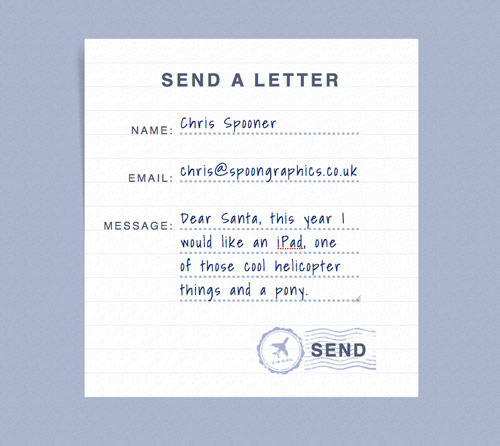 SEND A LETTER
NAME: Chris Spooner
EMAIL: chris@spoongraphics.co.uk
MESSAGE: Dear Santa, this year I
would like an iPad, one
of those cool helicopter
things and a pony.
SEND